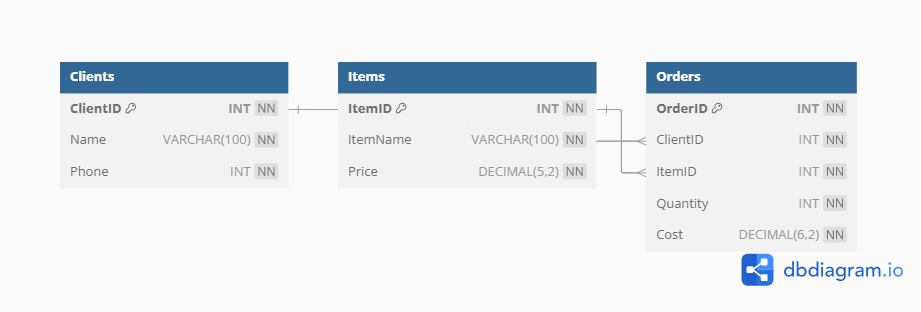 Clients
ClientID INT NN
Name VARCHAR(100) NN
Phone INT NN
Items
ItemID INT NN
ItemName VARCHAR(100) NN
Price DECIMAL(5,2) NN
Orders
OrderID INT NN
ClientID INT NN
ItemID INT NN
Quantity INT NN
Cost DECIMAL(6,2) NN
dbdiagram.io